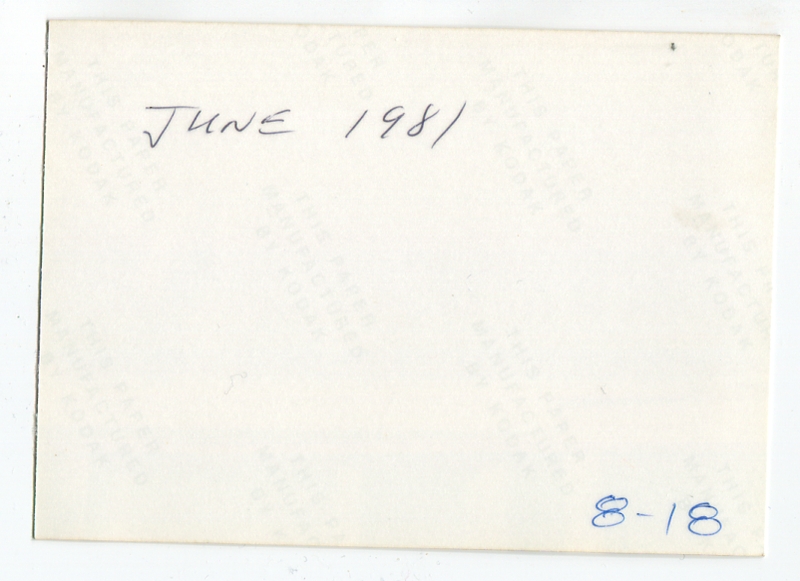 JUNE 1981
THIS PAPER
MANUFACTURED
BY KODAK
8-18